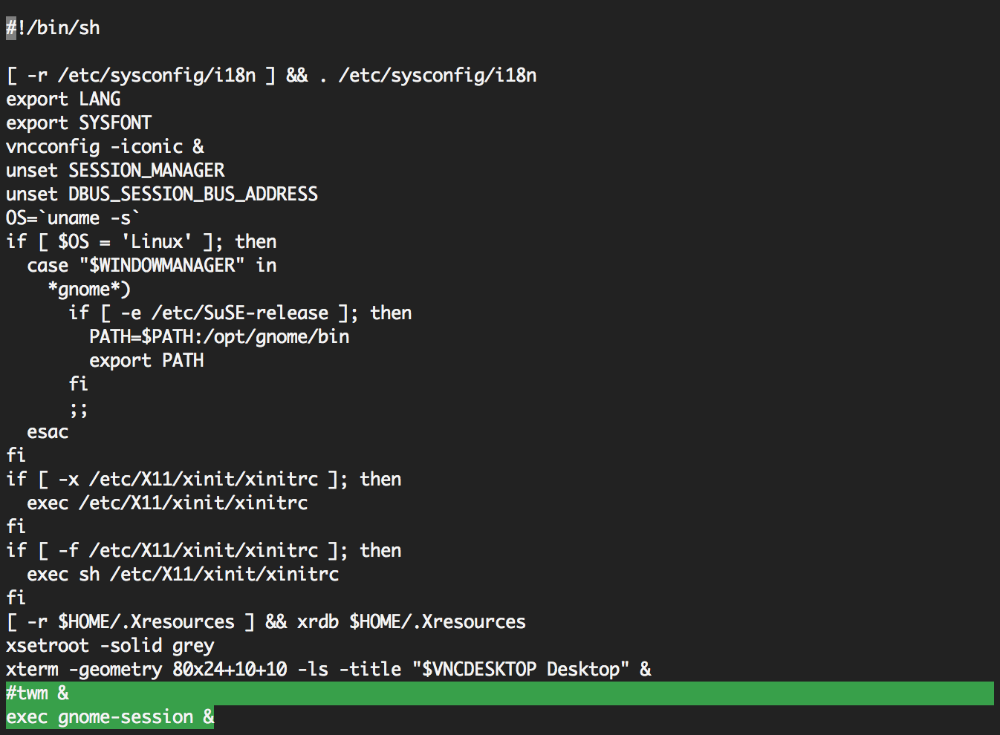 #!/bin/sh

[ -r /etc/sysconfig/i18n ] && . /etc/sysconfig/i18n
export LANG
export SYSFONT
vncconfig -iconic &
unset SESSION_MANAGER
unset DBUS_SESSION_BUS_ADDRESS
OS=`uname -s`
if [ $OS = 'Linux' ]; then
  case "$WINDOWMANAGER" in
    *gnome*)
      if [ -e /etc/SuSE-release ]; then
        PATH=$PATH:/opt/gnome/bin
        export PATH
      fi
      ;;
  esac
fi
if [ -x /etc/X11/xinit/xinitrc ]; then
  exec /etc/X11/xinit/xinitrc
fi
if [ -f /etc/X11/xinit/xinitrc ]; then
  exec sh /etc/X11/xinit/xinitrc
fi
[ -r $HOME/.Xresources ] && xrdb $HOME/.Xresources
xsetroot -solid grey
xterm -geometry 80x24+10+10 -ls -title "$VNCDESKTOP Desktop" &
#twm &
exec gnome-session &